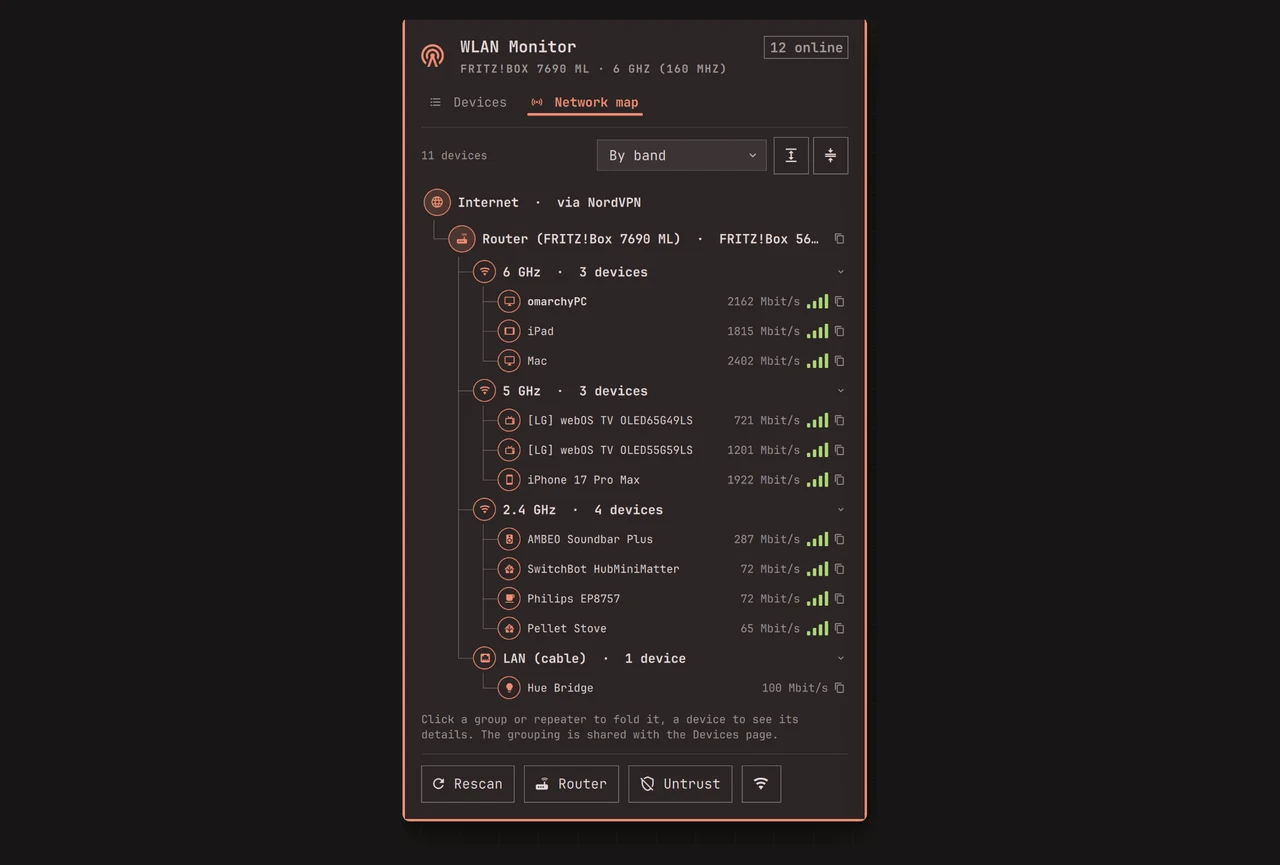 WLAN Monitor
12 online
FRITZ!BOX 7690 ML · 6 GHZ (160 MHZ)
Devices
Network map
11 devices
By band
Internet · via NordVPN
Router (FRITZ!Box 7690 ML) · FRITZ!Box 56…
6 GHz · 3 devices
omarchyPC 2162 Mbit/s
iPad 1815 Mbit/s
Mac 2402 Mbit/s
5 GHz · 3 devices
[LG] webOS TV OLED65G49LS 721 Mbit/s
[LG] webOS TV OLED55G59LS 1201 Mbit/s
iPhone 17 Pro Max 1922 Mbit/s
2.4 GHz · 4 devices
AMBEO Soundbar Plus 287 Mbit/s
SwitchBot HubMiniMatter 72 Mbit/s
Philips EP8757 72 Mbit/s
Pellet Stove 65 Mbit/s
LAN (cable) · 1 device
Hue Bridge 100 Mbit/s
Click a group or repeater to fold it, a device to see its
details. The grouping is shared with the Devices page.
Rescan
Router
Untrust